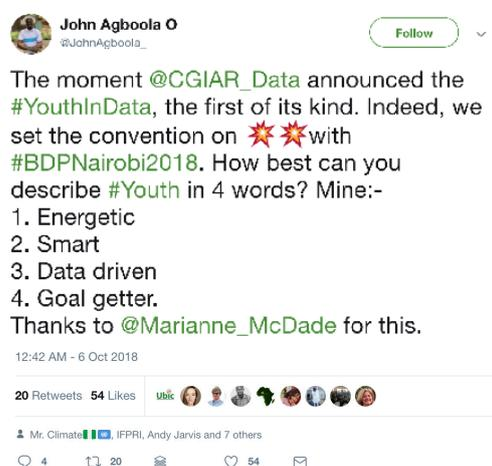 John Agboola O
@JohnAgboola_
Follow
The moment @CGIAR_Data announced the
#YouthInData, the first of its kind. Indeed, we
set the convention on 💥 💥with
#BDPNairobi2018. How best can you
describe #Youth in 4 words? Mine:-
1. Energetic
2. Smart
3. Data driven
4. Goal getter.
Thanks to @Marianne_McDade for this.
12:42 AM - 6 Oct 2018
20 Retweets 54 Likes
Ubic
Mr. Climate🇳🇬🇺🇳, IFPRI, Andy Jarvis and 7 others
4 20 54